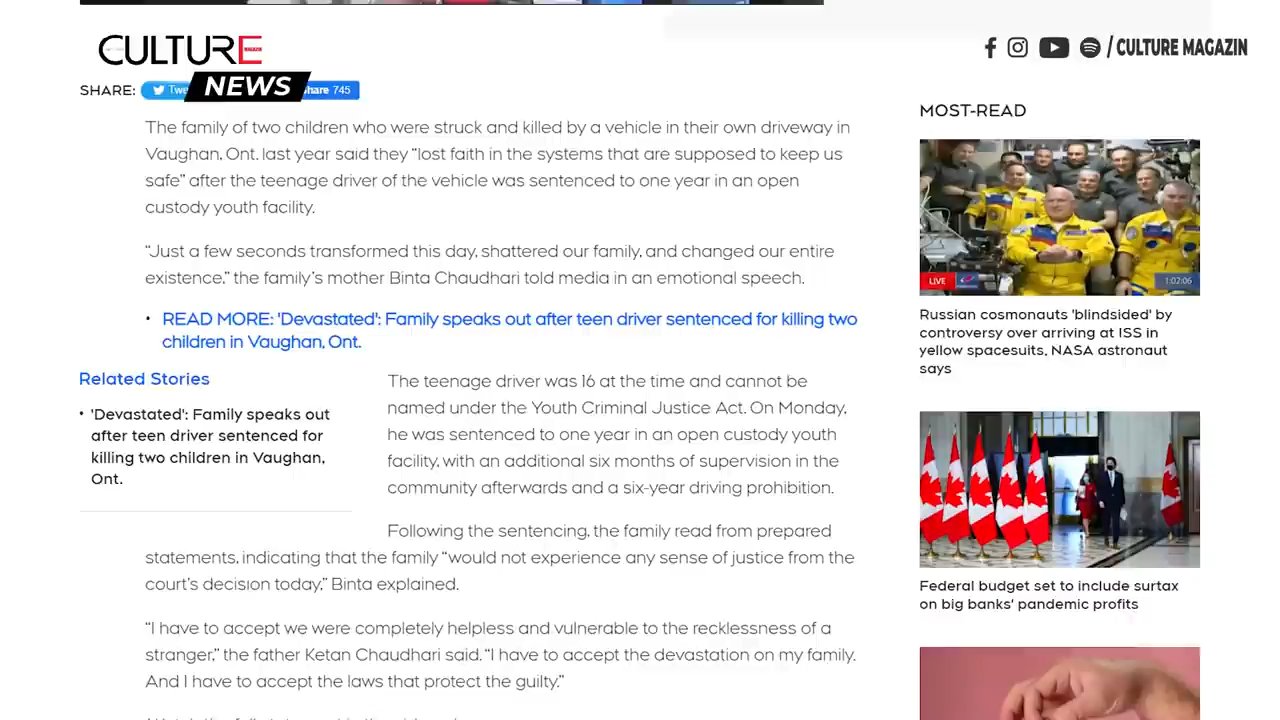 CULTURE
NEWS
/ CULTURE MAGAZIN
SHARE:
Share 745
The family of two children who were struck and killed by a vehicle in their own driveway in
Vaughan, Ont. last year said they “lost faith in the systems that are supposed to keep us
safe” after the teenage driver of the vehicle was sentenced to one year in an open
custody youth facility.
“Just a few seconds transformed this day, shattered our family, and changed our entire
existence,” the family’s mother Binta Chaudhari told media in an emotional speech.
• READ MORE: 'Devastated': Family speaks out after teen driver sentenced for killing two
children in Vaughan, Ont.
Related Stories
• 'Devastated': Family speaks out
after teen driver sentenced for
killing two children in Vaughan,
Ont.
The teenage driver was 16 at the time and cannot be
named under the Youth Criminal Justice Act. On Monday,
he was sentenced to one year in an open custody youth
facility, with an additional six months of supervision in the
community afterwards and a six-year driving prohibition.
Following the sentencing, the family read from prepared
statements, indicating that the family “would not experience any sense of justice from the
court’s decision today,” Binta explained.
“I have to accept we were completely helpless and vulnerable to the recklessness of a
stranger,” the father Ketan Chaudhari said. “I have to accept the devastation on my family.
And I have to accept the laws that protect the guilty.”
MOST-READ
LIVE
1:02:06
Russian cosmonauts 'blindsided' by
controversy over arriving at ISS in
yellow spacesuits, NASA astronaut
says
Federal budget set to include surtax
on big banks' pandemic profits